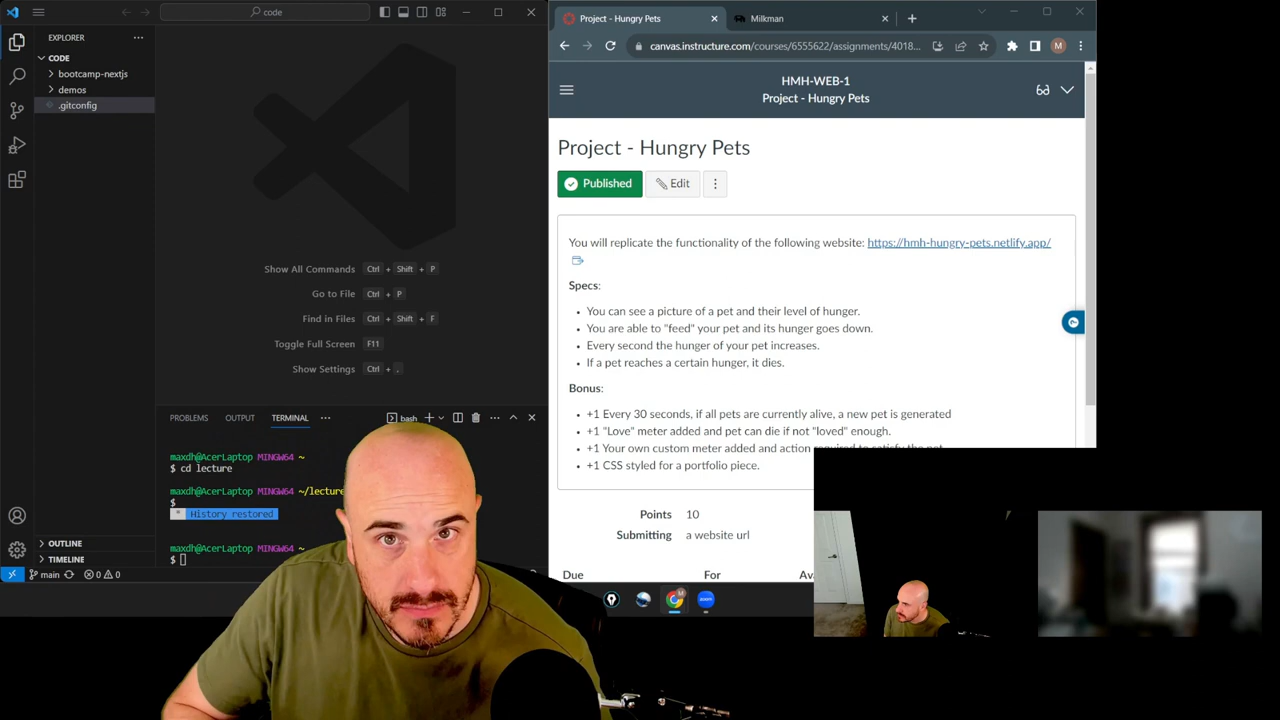 code
EXPLORER
CODE
bootcamp-nextjs
demos
.gitconfig
Show All Commands Ctrl + Shift + P
Go to File Ctrl + P
Find in Files Ctrl + Shift + F
Toggle Full Screen F11
Show Settings Ctrl + ,
PROBLEMS OUTPUT TERMINAL
bash
maxdh@AcerLaptop MINGW64 ~
$ cd lecture
maxdh@AcerLaptop MINGW64 ~/lecture
$
* History restored
maxdh@AcerLaptop MINGW64 ~
$
OUTLINE
TIMELINE
main 0 0
Project - Hungry Pets
Milkman
canvas.instructure.com/courses/6555622/assignments/4018...
M
HMH-WEB-1
Project - Hungry Pets
Project - Hungry Pets
Published
Edit
You will replicate the functionality of the following website: https://hmh-hungry-pets.netlify.app/
Specs:
• You can see a picture of a pet and their level of hunger.
• You are able to "feed" your pet and its hunger goes down.
• Every second the hunger of your pet increases.
• If a pet reaches a certain hunger, it dies.
Bonus:
• +1 Every 30 seconds, if all pets are currently alive, a new pet is generated
• +1 "Love" meter added and pet can die if not "loved" enough.
• +1 Your own custom meter added and action required to satisfy the pet
• +1 CSS styled for a portfolio piece.
Points 10
Submitting a website url
Due For
zoom